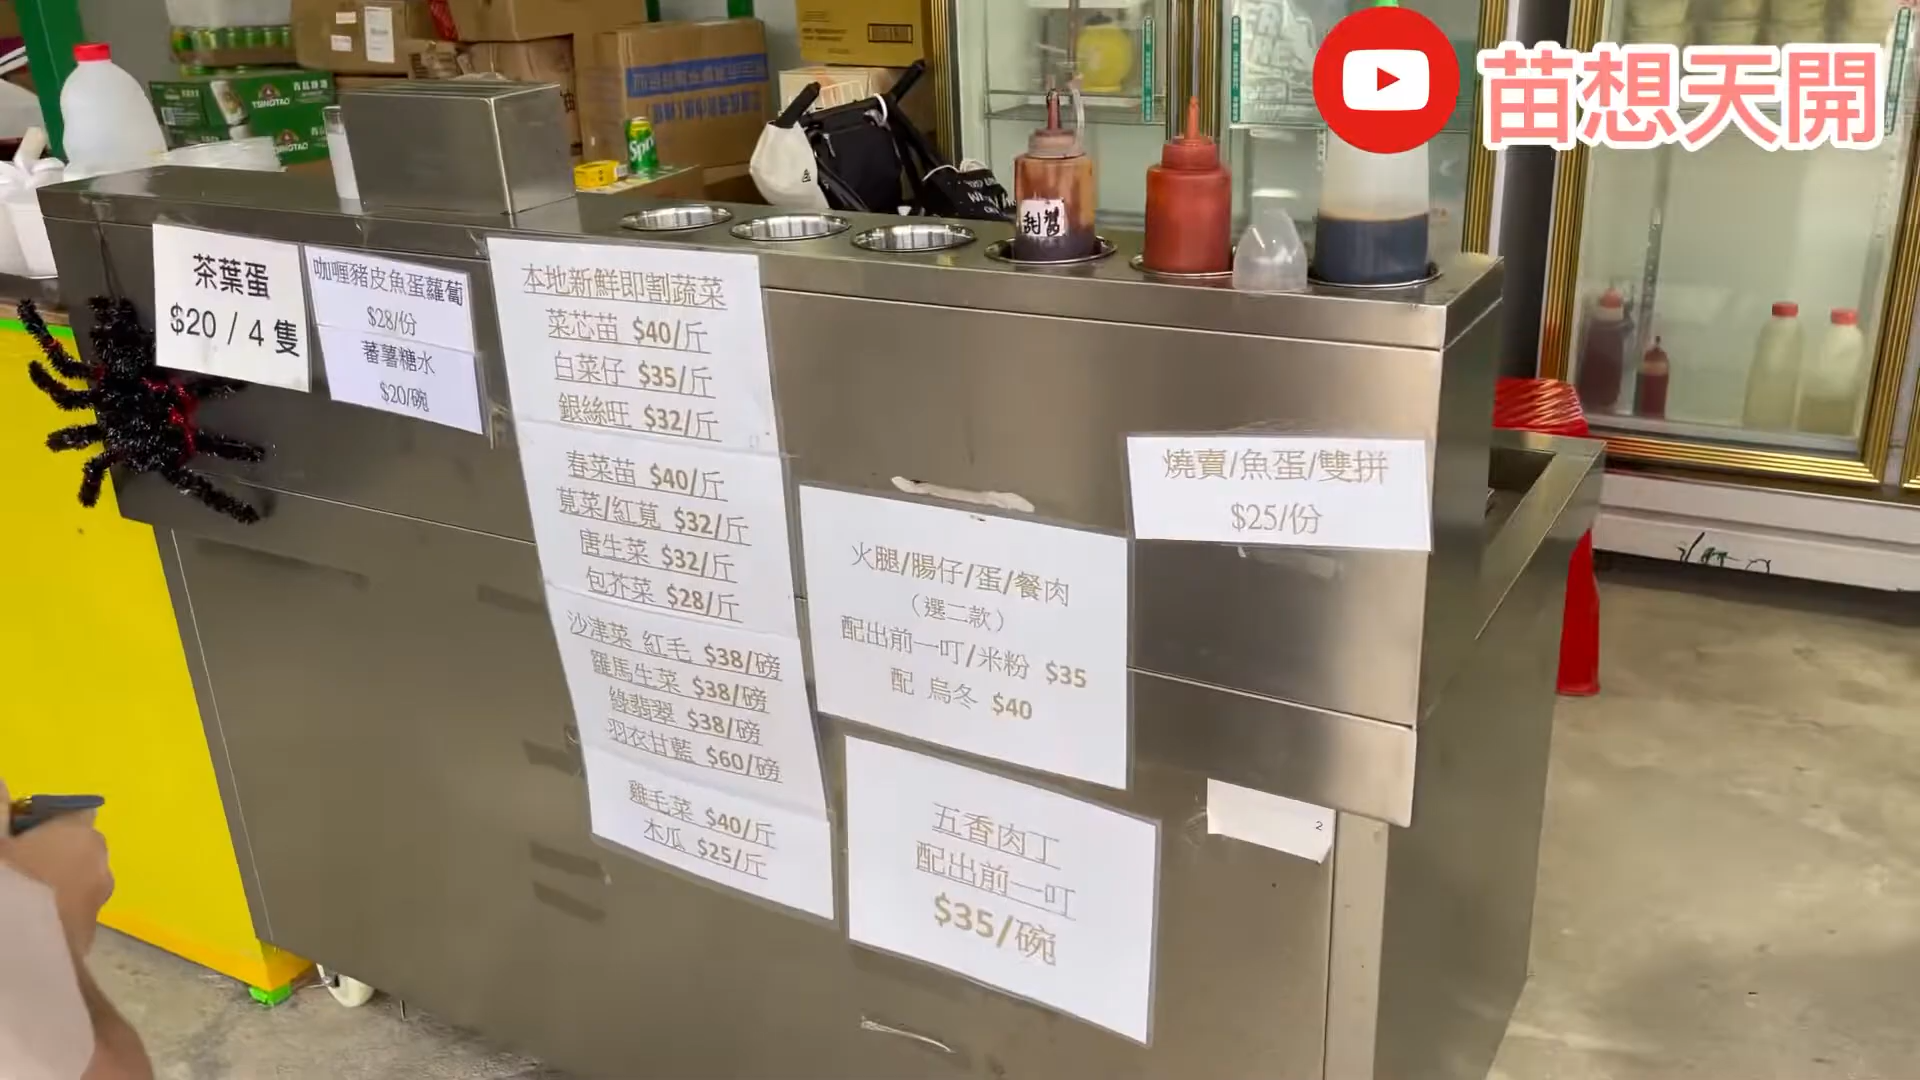 苗想天開
TSINGTAO
茶葉蛋
$20 / 4 隻
咖喱豬皮魚蛋蘿蔔
$28/份
蕃薯糖水
$20/碗
本地新鮮即割蔬菜
菜芯苗 $40/斤
白菜仔 $35/斤
銀絲旺 $32/斤
春菜苗 $40/斤
莧菜/紅莧 $32/斤
唐生菜 $32/斤
包芥菜 $28/斤
沙津菜 紅毛 $38/磅
羅馬生菜 $38/磅
綠翡翠 $38/磅
羽衣甘藍 $60/磅
雞毛菜 $40/斤
木瓜 $25/斤
火腿/腸仔/蛋/餐肉
（選二款）
配出前一叮/米粉 $35
配 烏冬 $40
五香肉丁
配出前一叮
$35/碗
燒賣/魚蛋/雙拼
$25/份
2